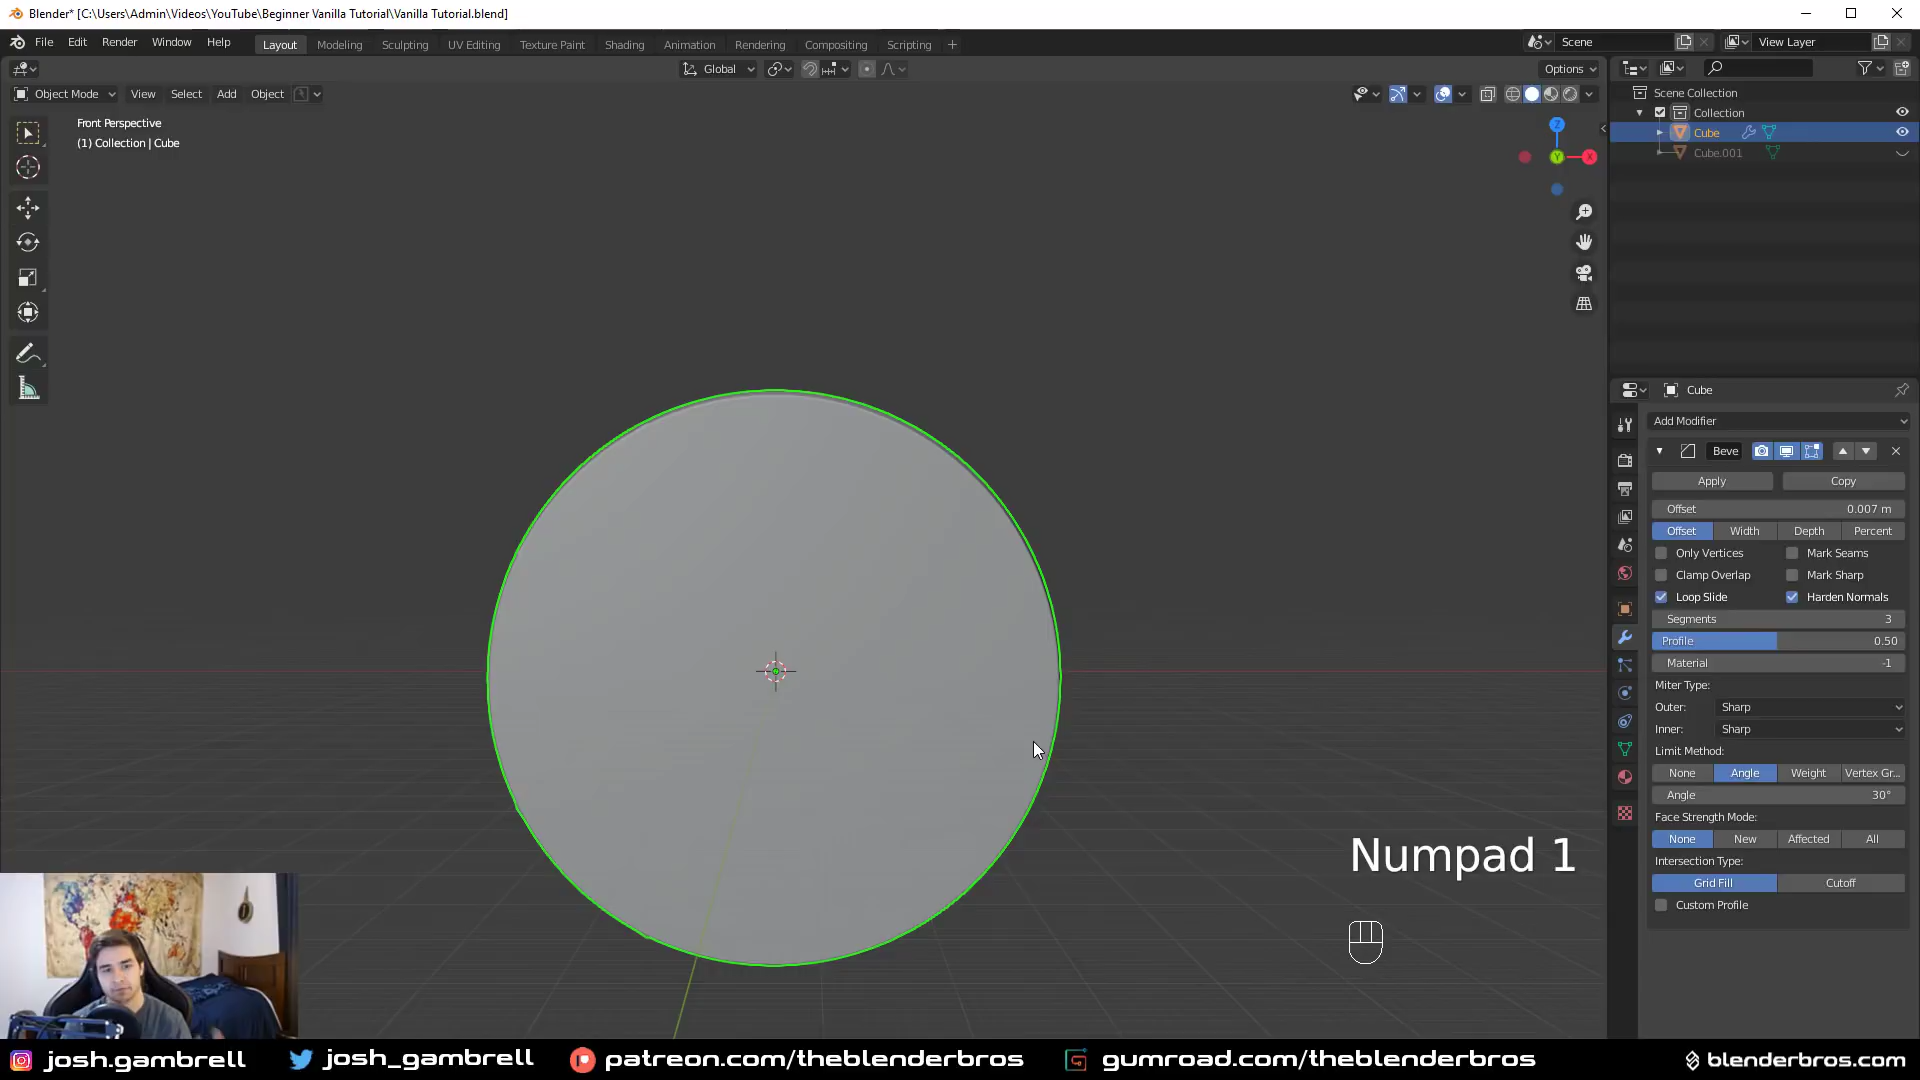 Blender* [C:\Users\Admin\Videos\YouTube\Beginner Vanilla Tutorial\Vanilla Tutorial.blend]
File Edit Render Window Help Layout Modeling Sculpting UV Editing Texture Paint Shading Animation Rendering Compositing Scripting + Scene View Layer
Global Options
Object Mode View Select Add Object
Front Perspective
(1) Collection | Cube
Z
Y
X
Scene Collection
Collection
Cube
Cube.001
Cube
Add Modifier
Beve
Apply Copy
Offset 0.007 m
Offset Width Depth Percent
Only Vertices Mark Seams
Clamp Overlap Mark Sharp
Loop Slide Harden Normals
Segments 3
Profile 0.50
Material -1
Miter Type:
Outer: Sharp
Inner: Sharp
Limit Method:
None Angle Weight Vertex Gr...
Angle 30°
Face Strength Mode:
None New Affected All
Intersection Type:
Grid Fill Cutoff
Custom Profile
Numpad 1
josh.gambrell josh_gambrell patreon.com/theblenderbros gumroad.com/theblenderbros blenderbros.com